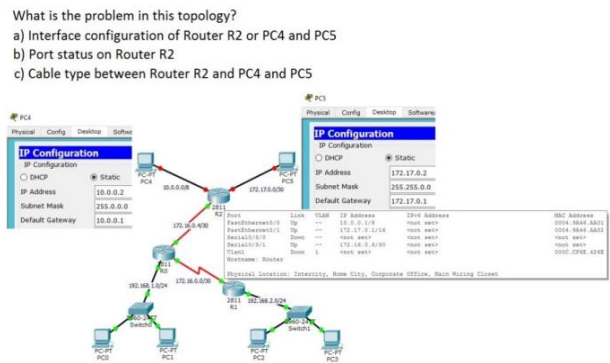 What is the problem in this topology?
a) Interface configuration of Router R2 or PC4 and PC5
b) Port status on Router R2
c) Cable type between Router R2 and PC4 and PC5
PC4
Physical Config Desktop Softwa
IP Configuration
IP Configuration
DHCP Static
IP Address 10.0.0.2
Subnet Mask 255.0.0.0
Default Gateway 10.0.0.1
PC5
Physical Config Desktop Software
IP Configuration
IP Configuration
DHCP Static
IP Address 172.17.0.2
Subnet Mask 255.255.0.0
Default Gateway 172.17.0.1
PC-PT
PC4
10.0.0.0/8
PC-PT
PC5
172.17.0.0/30
2811
R2
172.16.0.4/30
Port Link VLAN IP Address IPv6 Address MAC Address
FastEthernet0/0 Up -- 10.0.0.1/8 <not set>
FastEthernet0/1 Up -- 172.17.0.1/16 <not set>
Serial0/0/0 Down -- <not set> <not set> <not set>
Serial0/0/1 Up -- 172.16.0.6/30 <not set> <not set>
Vlan1 Down 1 <not set> <not set>
Hostname: Router
Physical Location: Intercity, Home City, Corporate Office, Main Wiring Closet
2811
R0
192.168.1.0/24
172.16.0.0/30
2811
R1
192.168.2.0/24
2960-24TT
Switch0
2960-24TT
Switch1
PC-PT
PC0
PC-PT
PC1
PC-PT
PC2
PC-PT
PC3